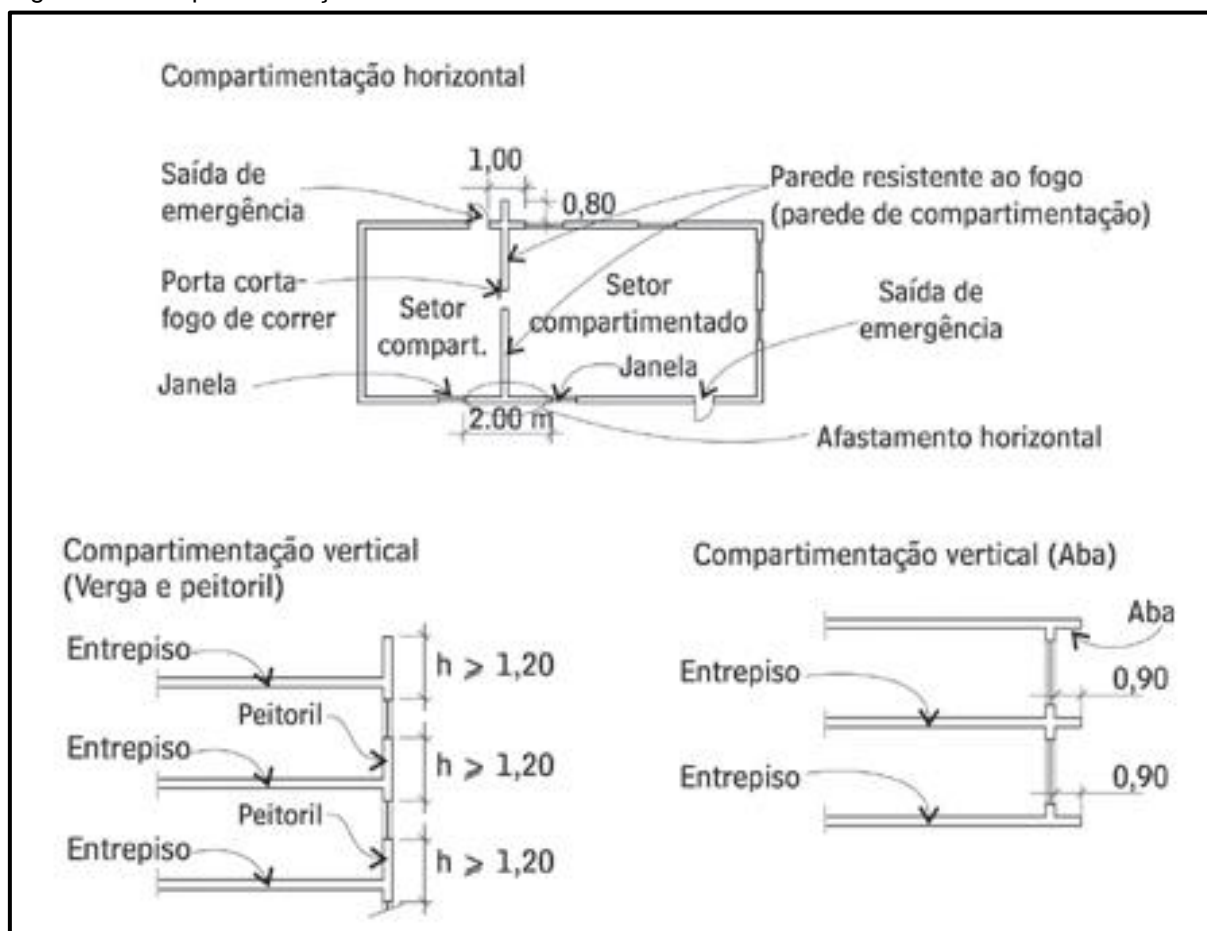 Compartimentação horizontal
1,00
Saída de
emergência
0,80
Parede resistente ao fogo
(parede de compartimentação)
Porta corta-
fogo de correr
Setor
compart.
Setor
compartimentado
Saída de
emergência
Janela
Janela
2.00 m
Afastamento horizontal
Compartimentação vertical
(Verga e peitoril)
Entrepiso
h ⩾ 1,20
Peitoril
Entrepiso
h ⩾ 1,20
Peitoril
Entrepiso
h ⩾ 1,20
Compartimentação vertical (Aba)
Aba
Entrepiso
0,90
Entrepiso
0,90